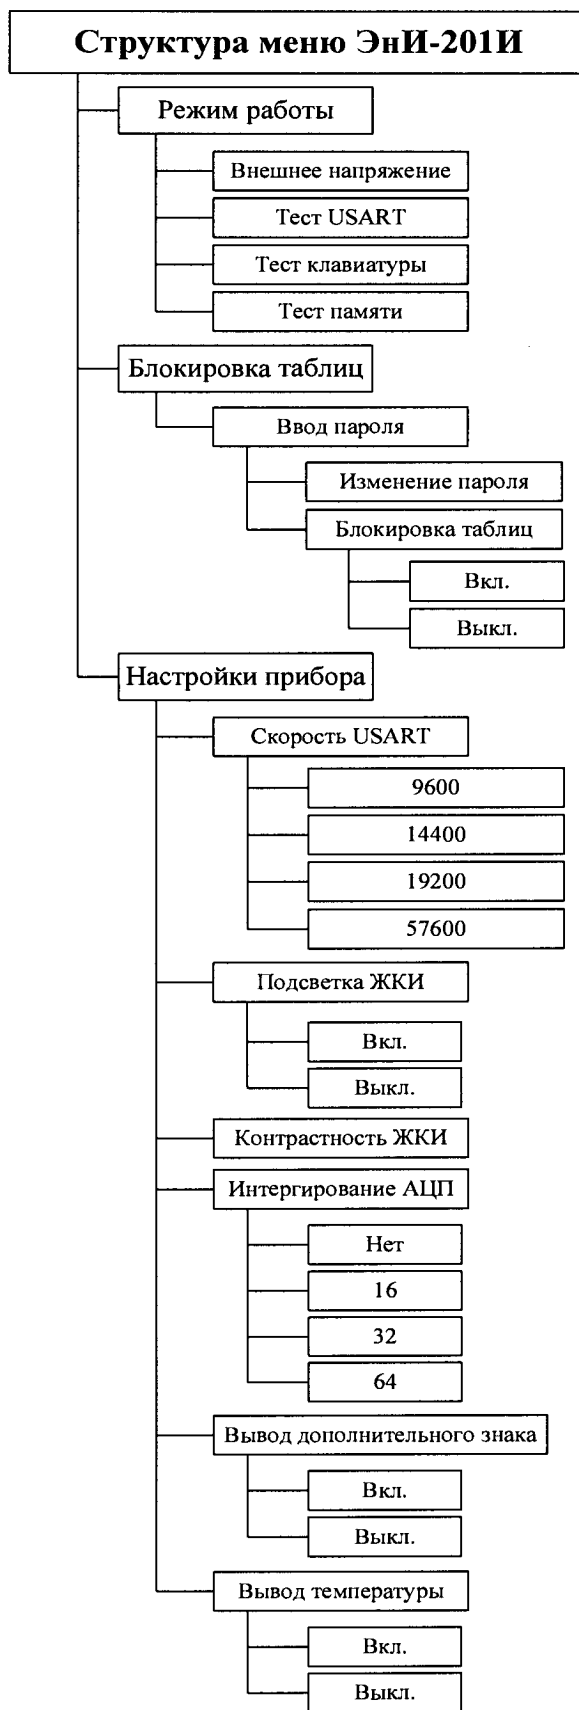 Структура меню ЭнИ-201И
Режим работы
Внешнее напряжение
Тест USART
Тест клавиатуры
Тест памяти
Блокировка таблиц
Ввод пароля
Изменение пароля
Блокировка таблиц
Вкл.
Выкл.
Настройки прибора
Скорость USART
9600
14400
19200
57600
Подсветка ЖКИ
Вкл.
Выкл.
Контрастность ЖКИ
Интергирование АЦП
Нет
16
32
64
Вывод дополнительного знака
Вкл.
Выкл.
Вывод температуры
Вкл.
Выкл.